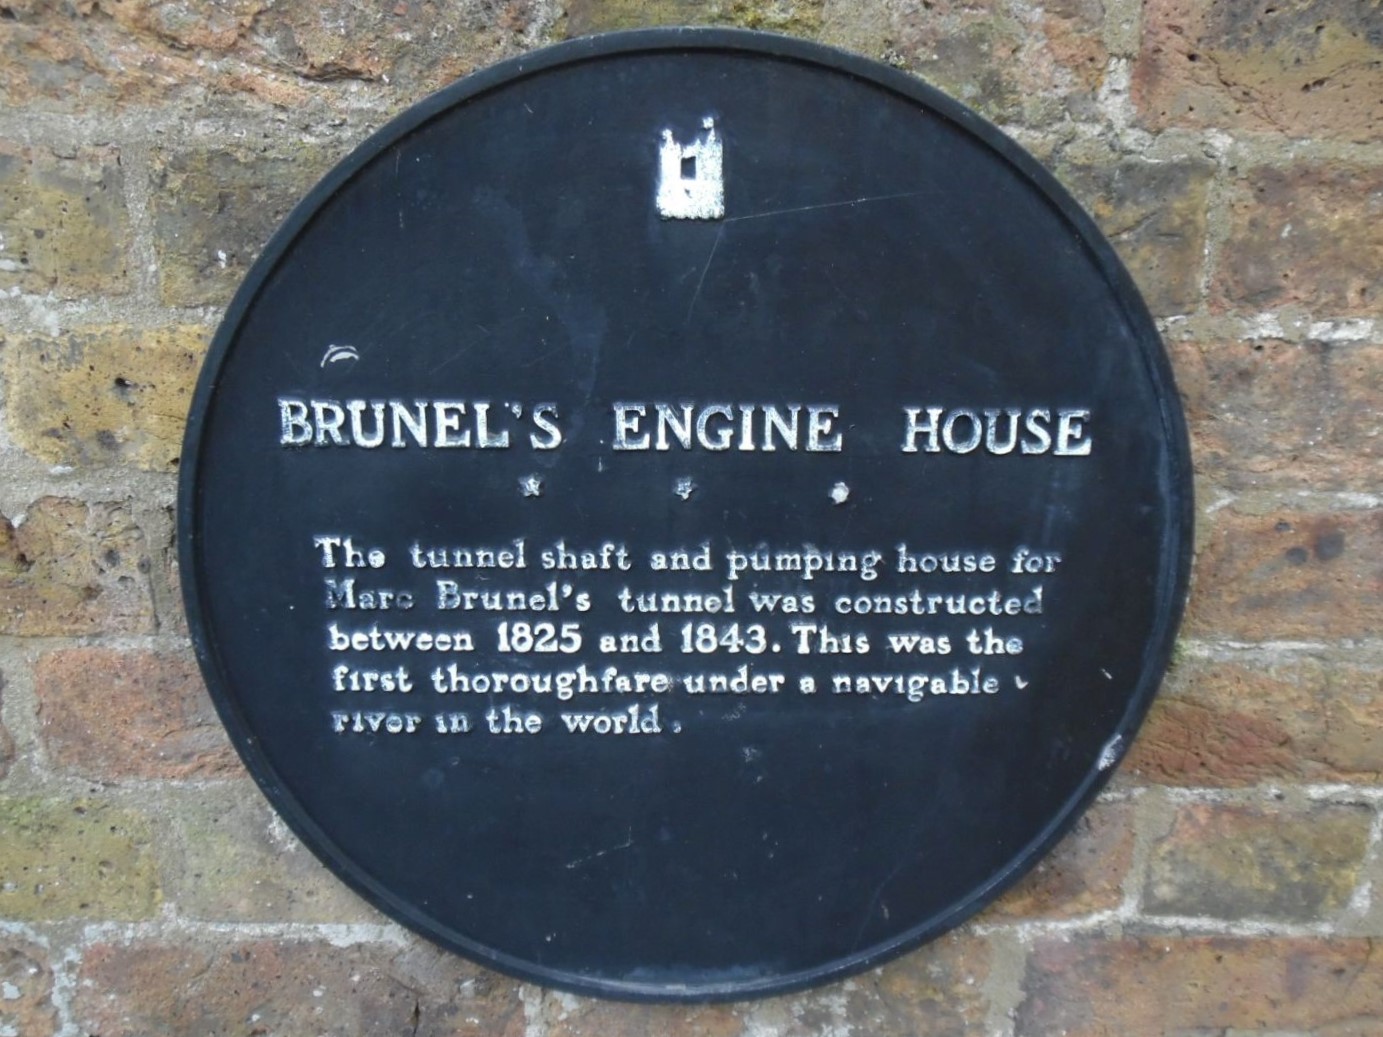 BRUNEL'S ENGINE HOUSE
The tunnel shaft and pumping house for
Marc Brunel's tunnel was constructed
between 1825 and 1843. This was the
first thoroughfare under a navigable
river in the world.